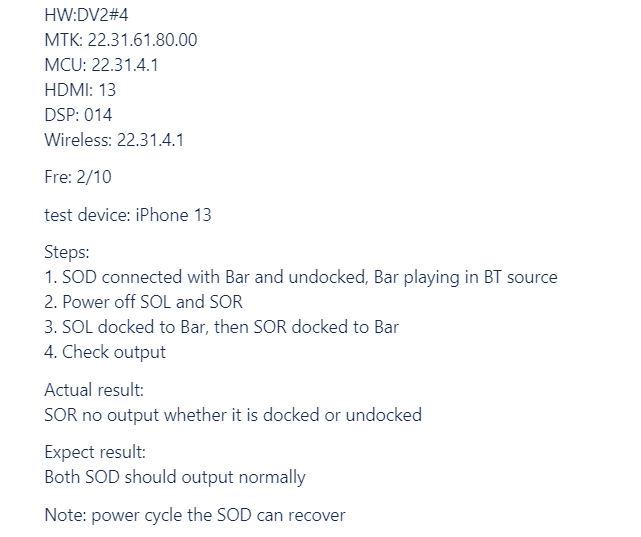 HW:DV2#4
MTK: 22.31.61.80.00
MCU: 22.31.4.1
HDMI: 13
DSP: 014
Wireless: 22.31.4.1
Fre: 2/10
test device: iPhone 13
Steps:
1. SOD connected with Bar and undocked, Bar playing in BT source
2. Power off SOL and SOR
3. SOL docked to Bar, then SOR docked to Bar
4. Check output
Actual result:
SOR no output whether it is docked or undocked
Expect result:
Both SOD should output normally
Note: power cycle the SOD can recover